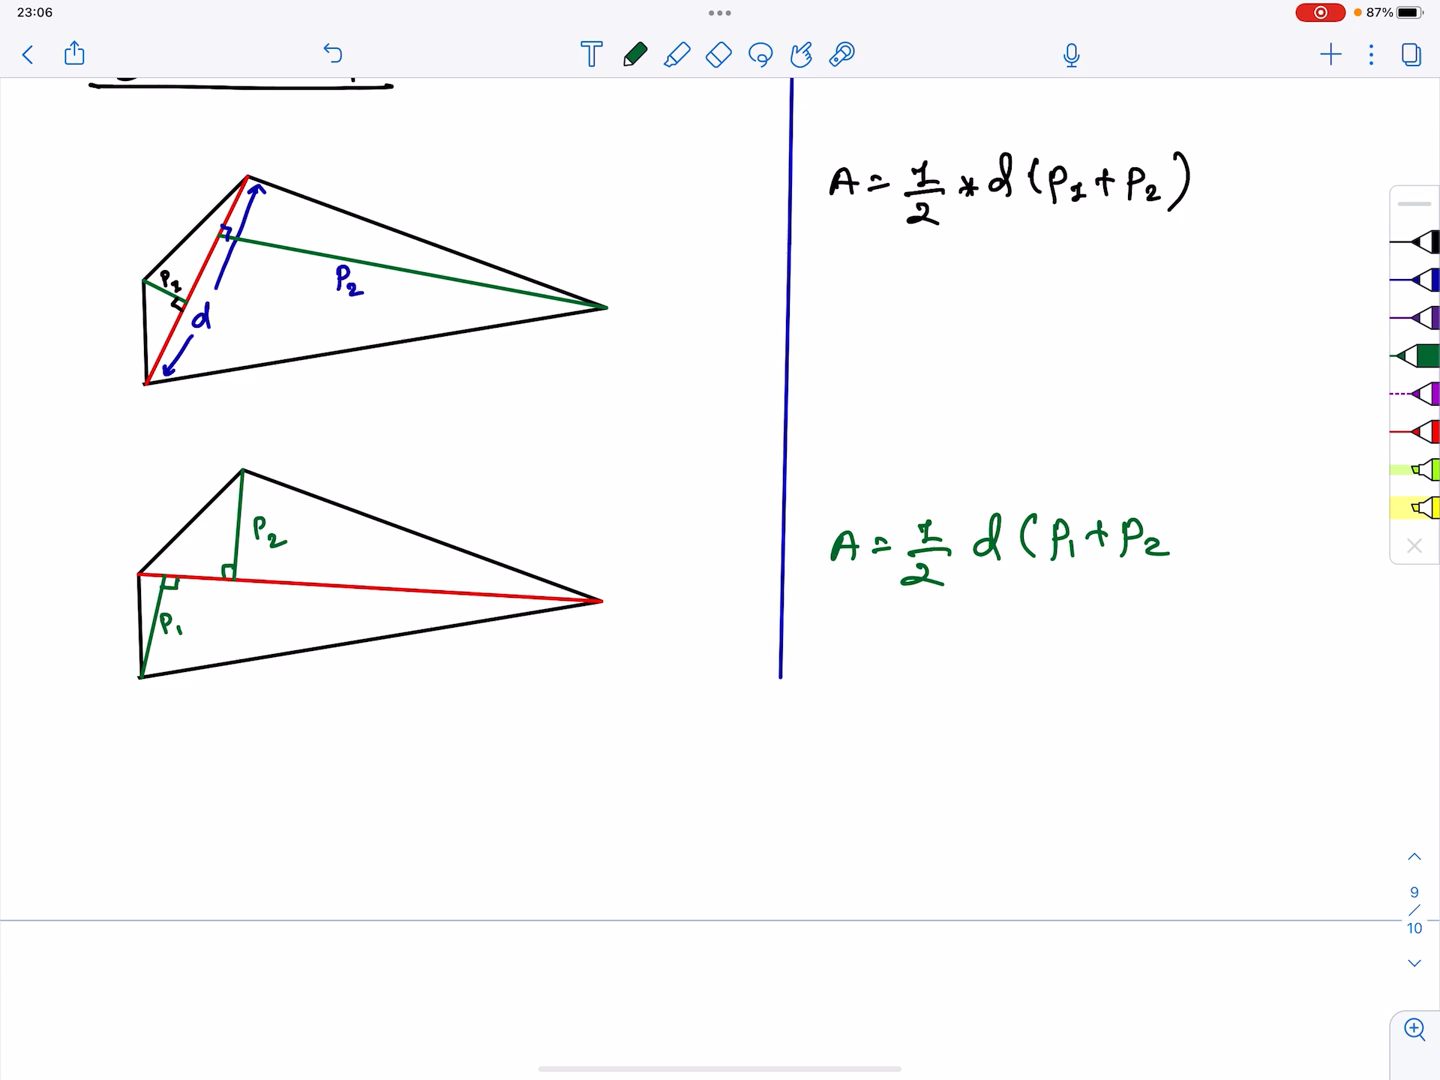 23:06
87%
A = 1/2 * d (P1 + P2)
P1
P2
d
P2
A = 1/2 d (P1 + P2
P1
9
/
10